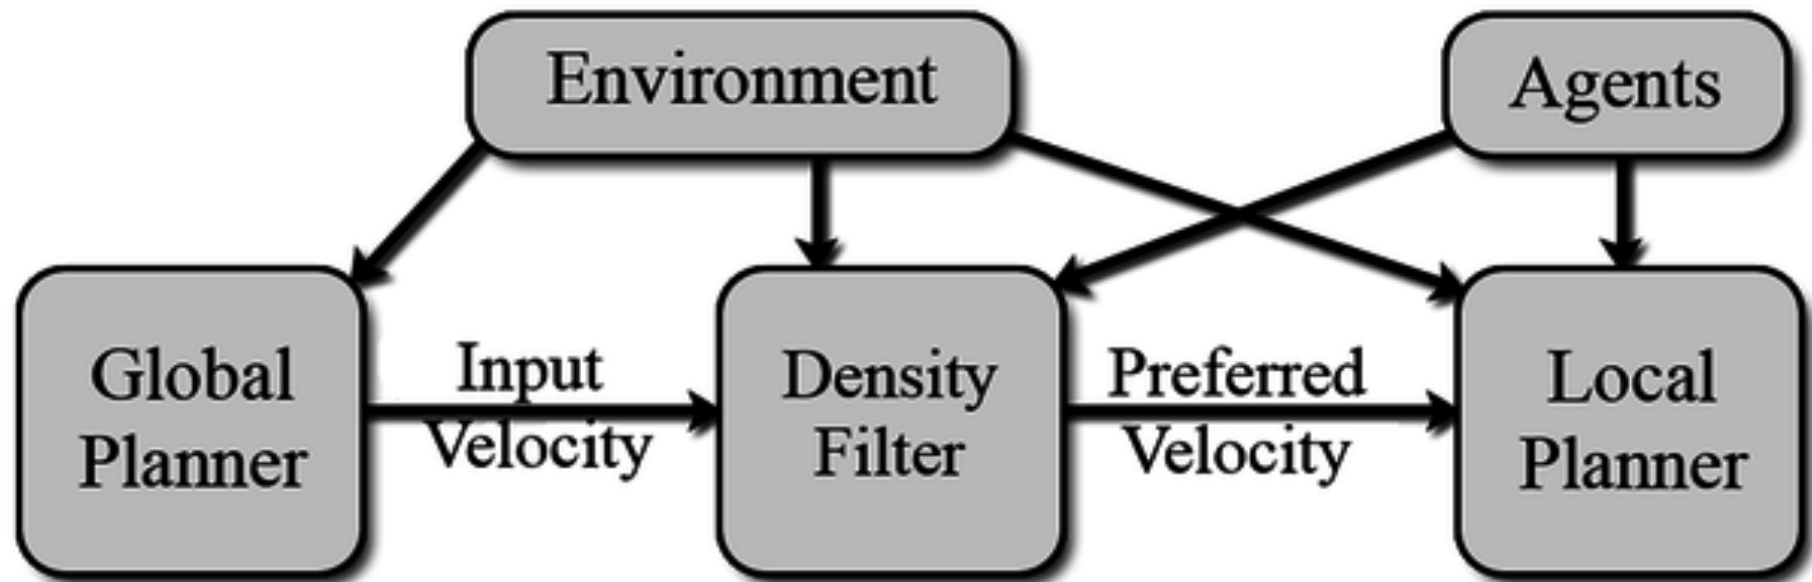 Environment
Agents
Global
Planner
Input
Velocity
Density
Filter
Preferred
Velocity
Local
Planner